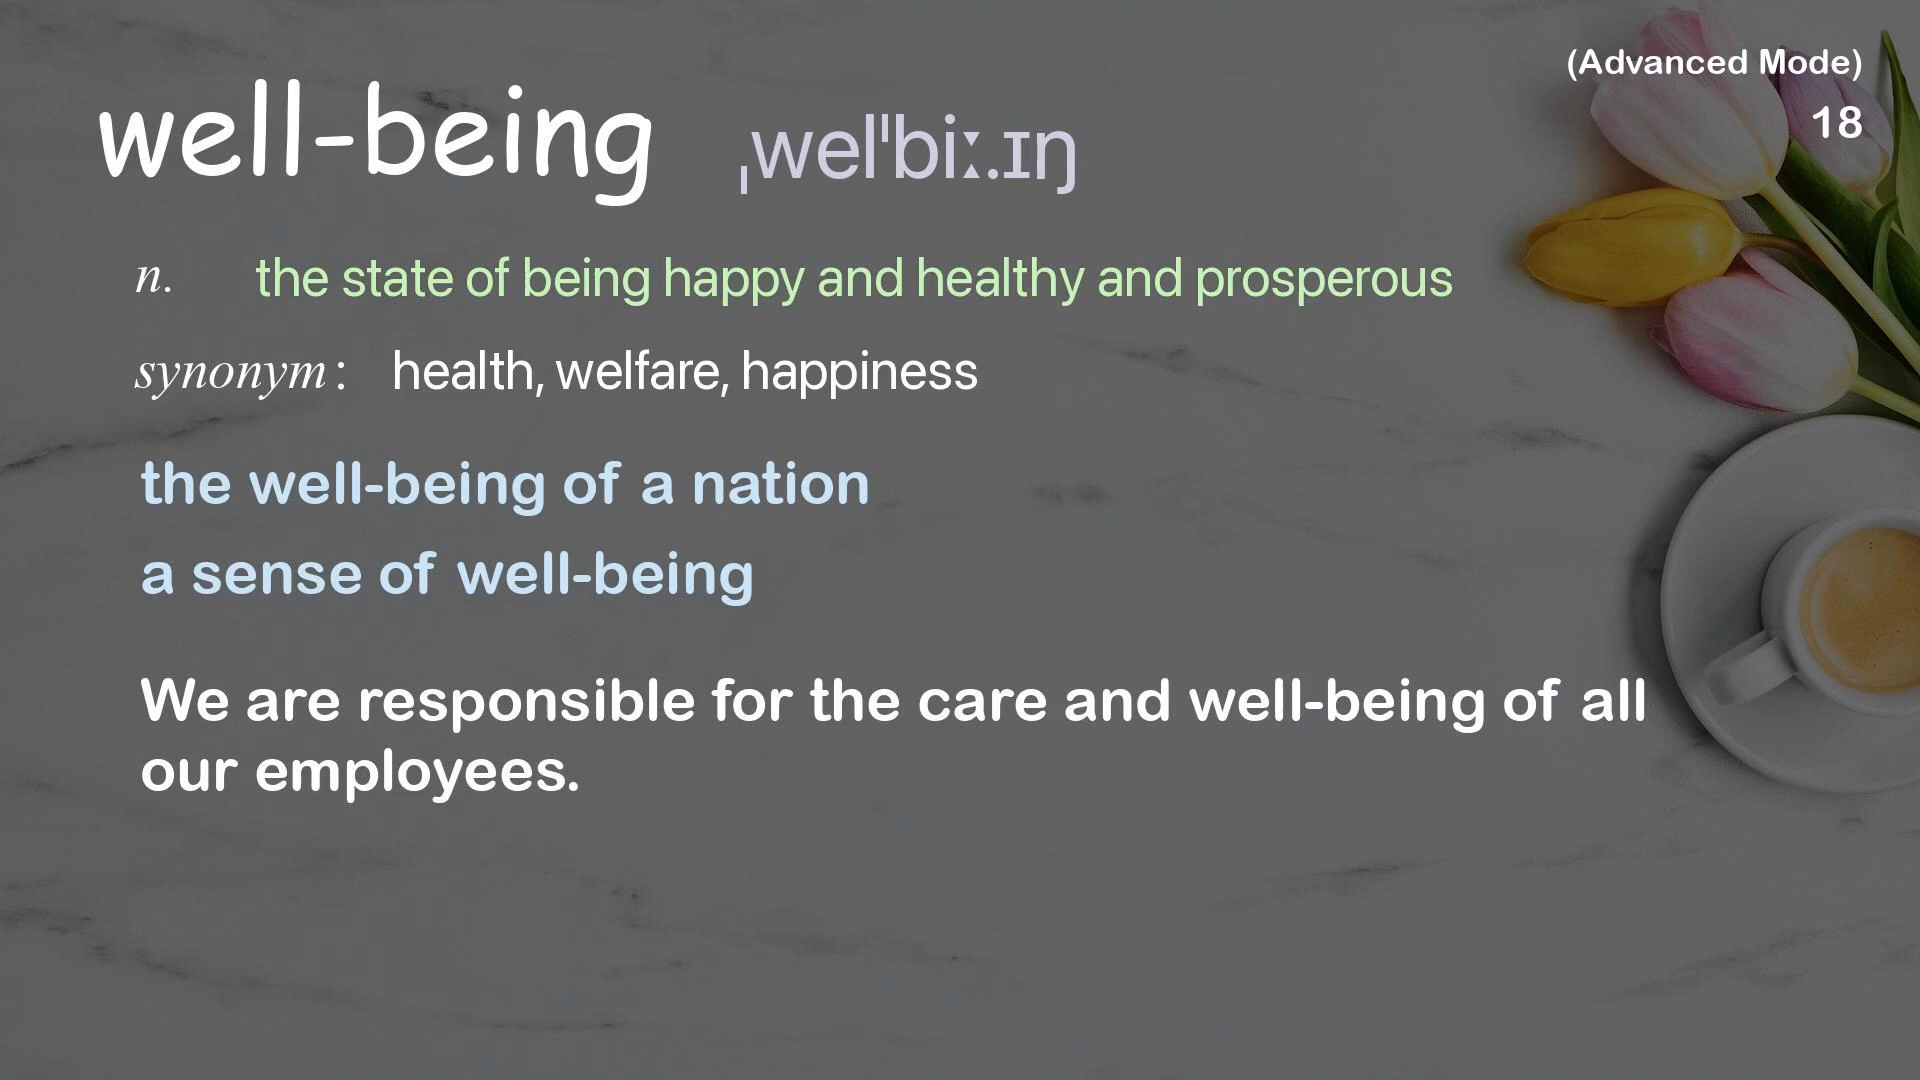 (Advanced Mode)
18
well-being ˌwelˈbiː.ɪŋ
n. the state of being happy and healthy and prosperous
synonym: health, welfare, happiness
the well-being of a nation
a sense of well-being
We are responsible for the care and well-being of all
our employees.